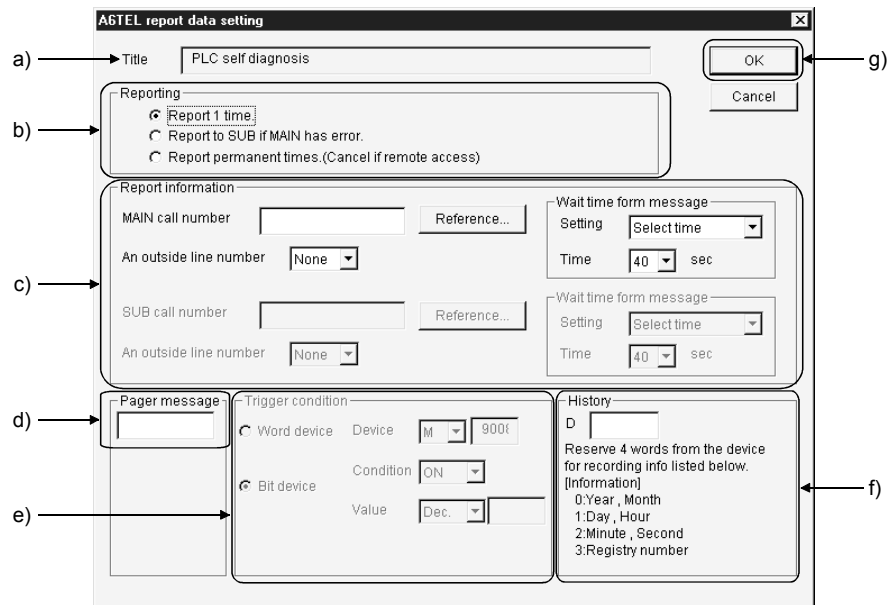 A6TEL report data setting
a)
Title
PLC self diagnosis
OK
g)
Cancel
b)
Reporting
Report 1 time.
Report to SUB if MAIN has error.
Report permanent times.(Cancel if remote access)
c)
Report information
MAIN call number
Reference...
An outside line number
None
Wait time form message
Setting
Select time
Time
40
sec
SUB call number
Reference...
An outside line number
None
Wait time form message
Setting
Select time
Time
40
sec
d)
Pager message
e)
Trigger condition
Word device
Device
M
9008
Bit device
Condition
ON
Value
Dec.
f)
History
D
Reserve 4 words from the device
for recording info listed below.
[Information]
0:Year , Month
1:Day , Hour
2:Minute , Second
3:Registry number